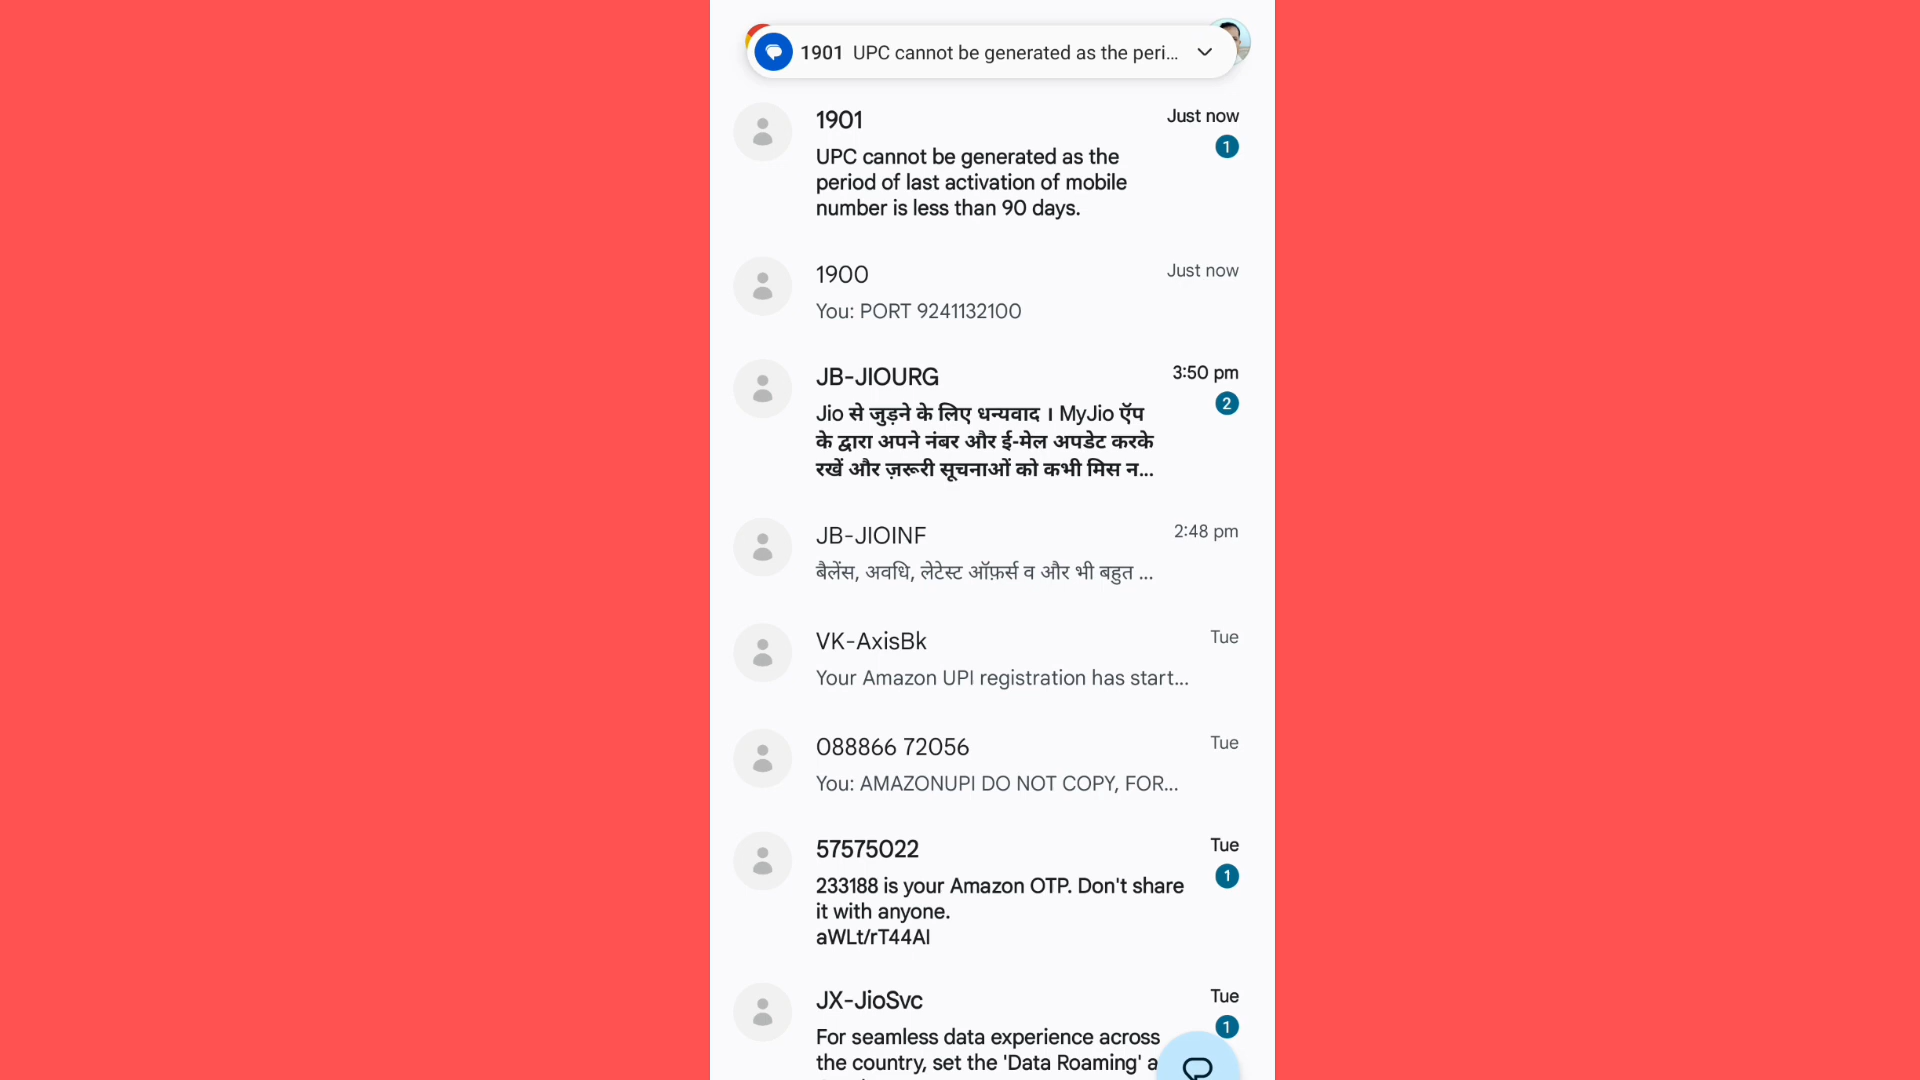 1901 UPC cannot be generated as the peri...
1901
Just now
1
UPC cannot be generated as the
period of last activation of mobile
number is less than 90 days.
1900
Just now
You: PORT 9241132100
JB-JIOURG
3:50 pm
2
Jio से जुड़ने के लिए धन्यवाद । MyJio ऍप
के द्वारा अपने नंबर और ई-मेल अपडेट करके
रखें और ज़रूरी सूचनाओं को कभी मिस न...
JB-JIOINF
2:48 pm
बैलेंस, अवधि, लेटेस्ट ऑफ़र्स व और भी बहुत ...
VK-AxisBk
Tue
Your Amazon UPI registration has start...
088866 72056
Tue
You: AMAZONUPI DO NOT COPY, FOR...
57575022
Tue
1
233188 is your Amazon OTP. Don't share
it with anyone.
aWLt/rT44AI
JX-JioSvc
Tue
1
For seamless data experience across
the country, set the 'Data Roaming' a